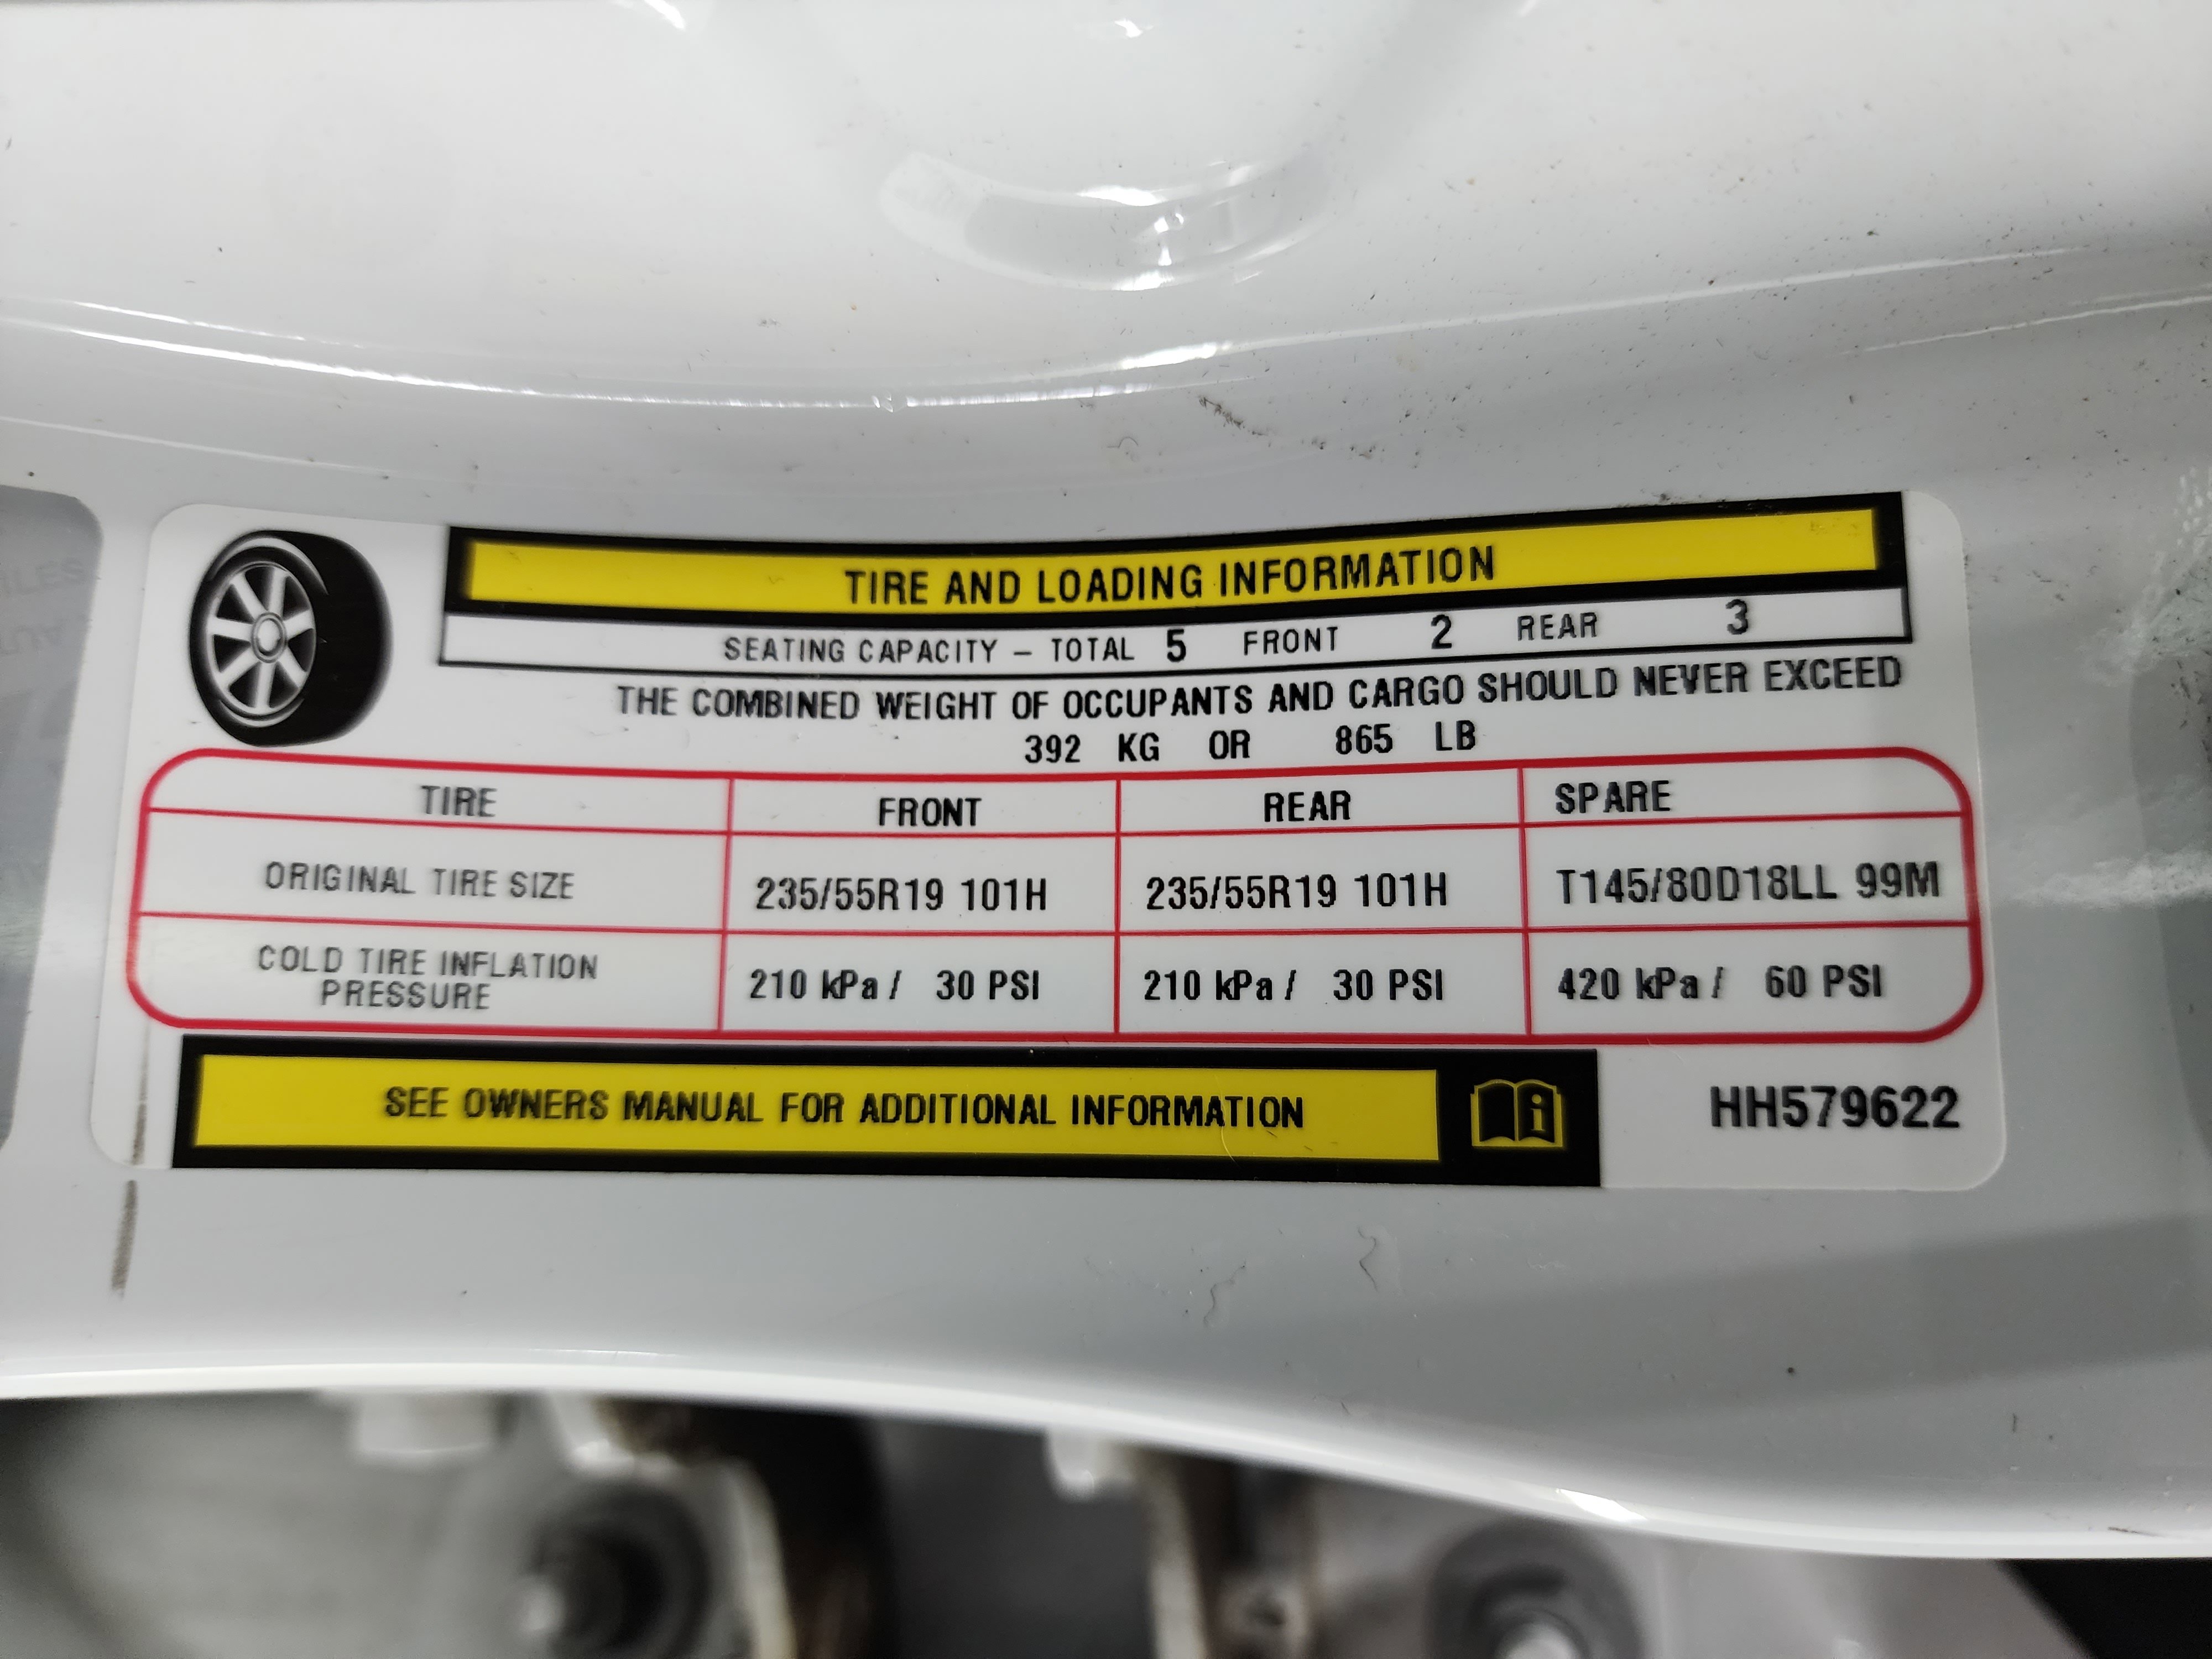 TIRE AND LOADING INFORMATION
SEATING CAPACITY – TOTAL 5 FRONT 2 REAR 3
THE COMBINED WEIGHT OF OCCUPANTS AND CARGO SHOULD NEVER EXCEED
392 KG OR 865 LB
TIRE FRONT REAR SPARE
ORIGINAL TIRE SIZE 235/55R19 101H 235/55R19 101H T145/80D18LL 99M
COLD TIRE INFLATION
PRESSURE 210 kPa / 30 PSI 210 kPa / 30 PSI 420 kPa / 60 PSI
SEE OWNERS MANUAL FOR ADDITIONAL INFORMATION
HH579622